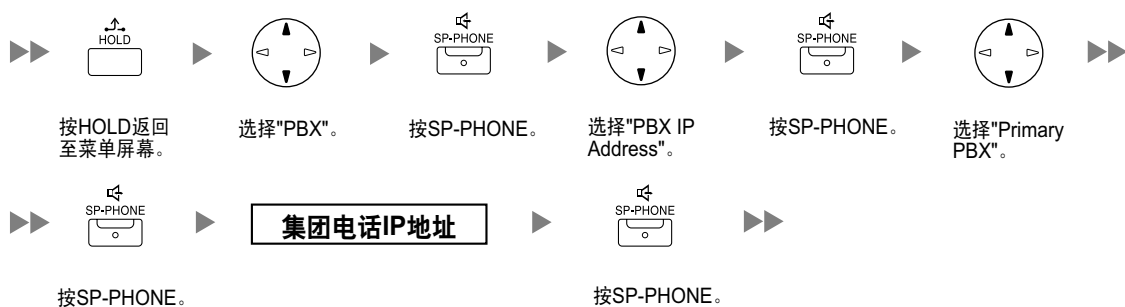 HOLD
SP-PHONE
SP-PHONE
按HOLD返回
至菜单屏幕。
选择"PBX"。
按SP-PHONE。
选择"PBX IP
Address"。
按SP-PHONE。
选择"Primary
PBX"。
SP-PHONE
集团电话IP地址
SP-PHONE
按SP-PHONE。
按SP-PHONE。